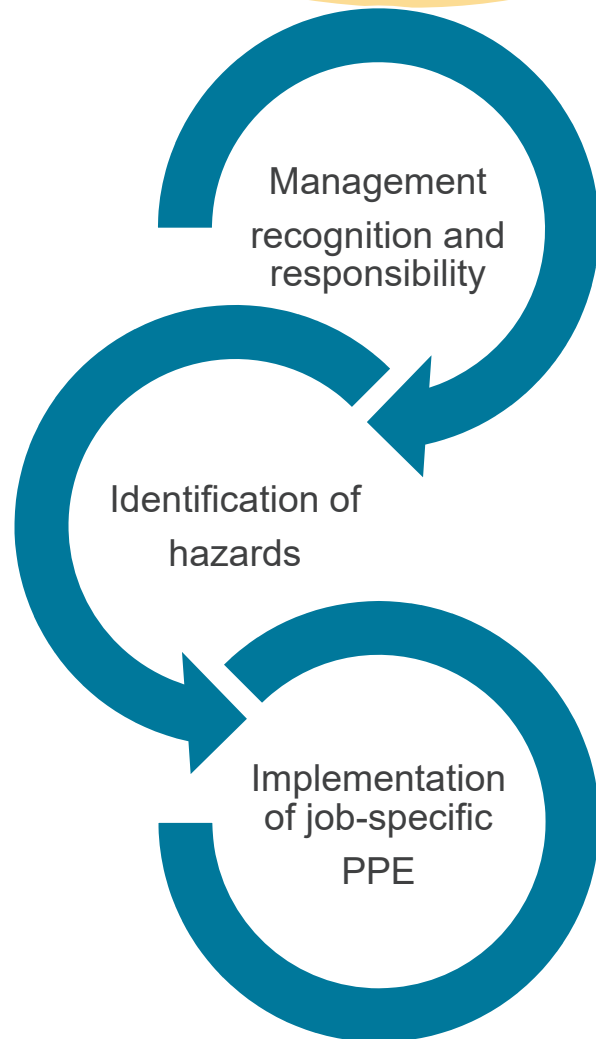 Management
recognition and
responsibility
Identification of
hazards
Implementation
of job-specific
PPE